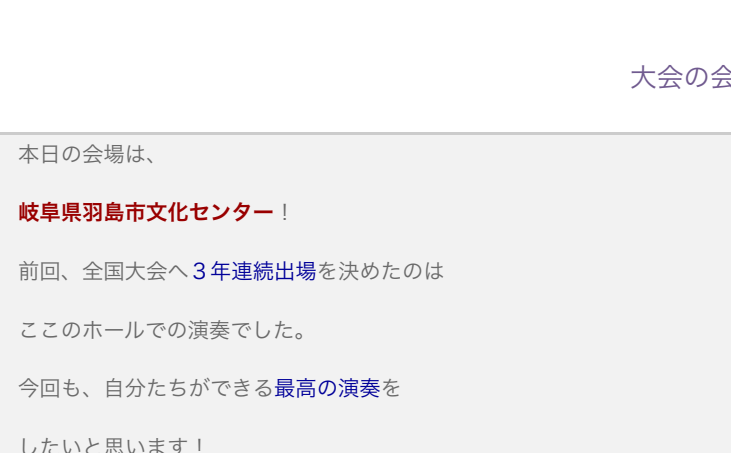 大会の会
本日の会場は、
岐阜県羽島市文化センター！
前回、全国大会へ３年連続出場を決めたのは
ここのホールでの演奏でした。
今回も、自分たちができる最高の演奏を
したいと思います！